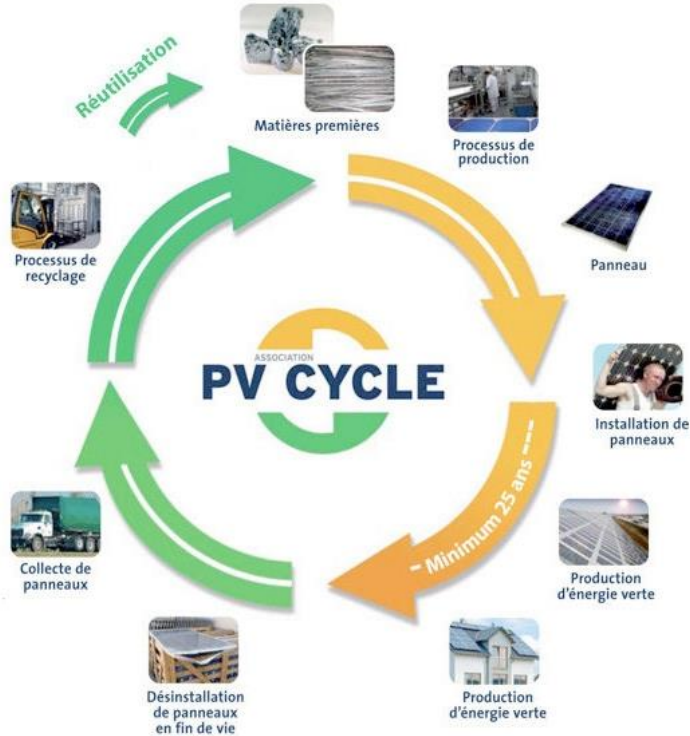 Réutilisation
Matières premières
Processus de
production
Panneau
Installation de
panneaux
Minimum 25 ans
Production
d'énergie verte
Production
d'énergie verte
Désinstallation
de panneaux
en fin de vie
Collecte de
panneaux
Processus de
recyclage
ASSOCIATION
PV CYCLE